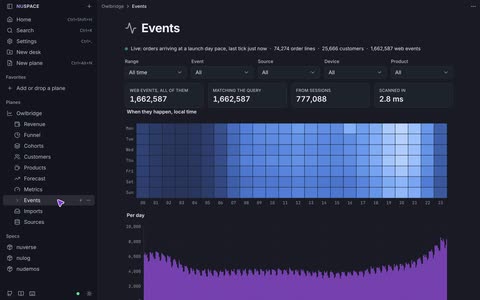 NUSPACE
Home Ctrl+Shift+H
Search Ctrl+K
Settings Ctrl+,
New desk
New plane Ctrl+Alt+N
Favorites
Add or drop a plane
Planes
Owlbridge
Revenue
Funnel
Cohorts
Customers
Products
Forecast
Metrics
Events
Imports
Sources
Specs
nuverse
nulog
nudemos
Owlbridge › Events
Events
Live: orders arriving at a launch day pace, last tick just now · 74,274 order lines · 25,666 customers · 1,662,587 web events
Range Event Source Device Product
All time All All All All
WEB EVENTS, ALL OF THEM MATCHING THE QUERY FROM SESSIONS SCANNED IN
1,662,587 1,662,587 777,088 2.8 ms
When they happen, local time
Mon
Tue
Wed
Thu
Fri
Sat
Sun
00 01 02 03 04 05 06 07 08 09 10 11 12 13 14 15 16 17 18 19 20 21 22 23
Per day
10,000
8,000
6,000
4,000
2,000
0